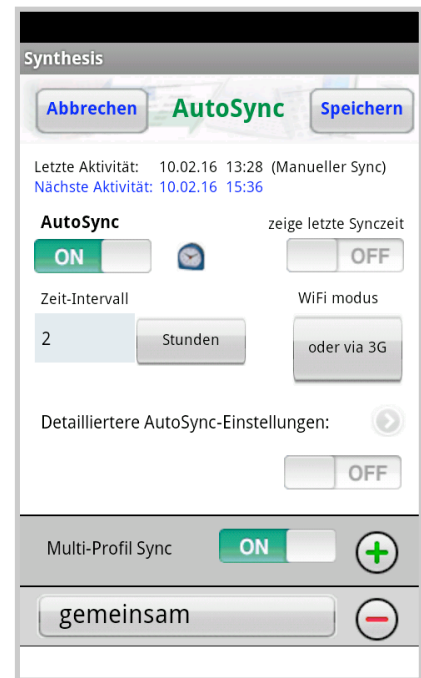 Synthesis
Abbrechen AutoSync Speichern
Letzte Aktivität: 10.02.16 13:28 (Manueller Sync)
Nächste Aktivität: 10.02.16 15:36
AutoSync zeige letzte Synczeit
ON OFF
Zeit-Intervall WiFi modus
2 Stunden oder via 3G
Detailliertere AutoSync-Einstellungen:
OFF
Multi-Profil Sync ON
gemeinsam